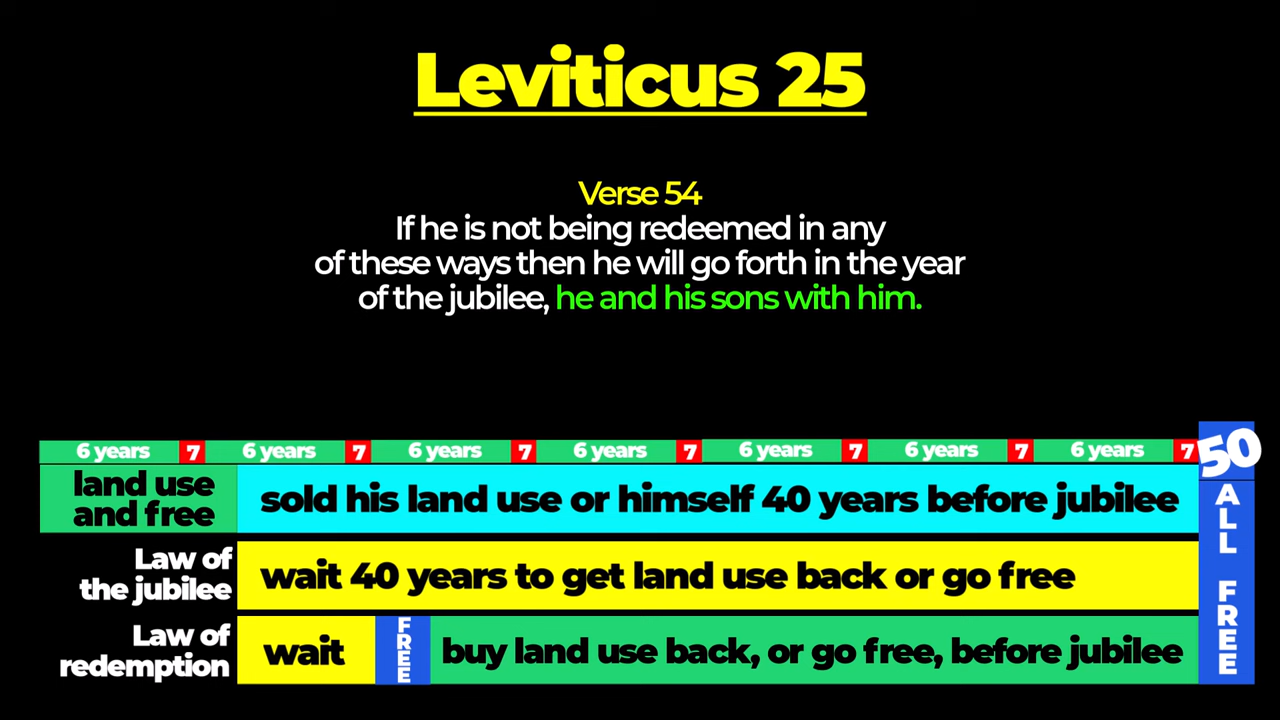 Leviticus 25
Verse 54
If he is not being redeemed in any
of these ways then he will go forth in the year
of the jubilee, he and his sons with him.
6 years 7 6 years 7 6 years 7 6 years 7 6 years 7 6 years 7 6 years 7 50
land use
and free
sold his land use or himself 40 years before jubilee
Law of
the jubilee
wait 40 years to get land use back or go free
Law of
redemption
wait
FREE
buy land use back, or go free, before jubilee
ALL FREE